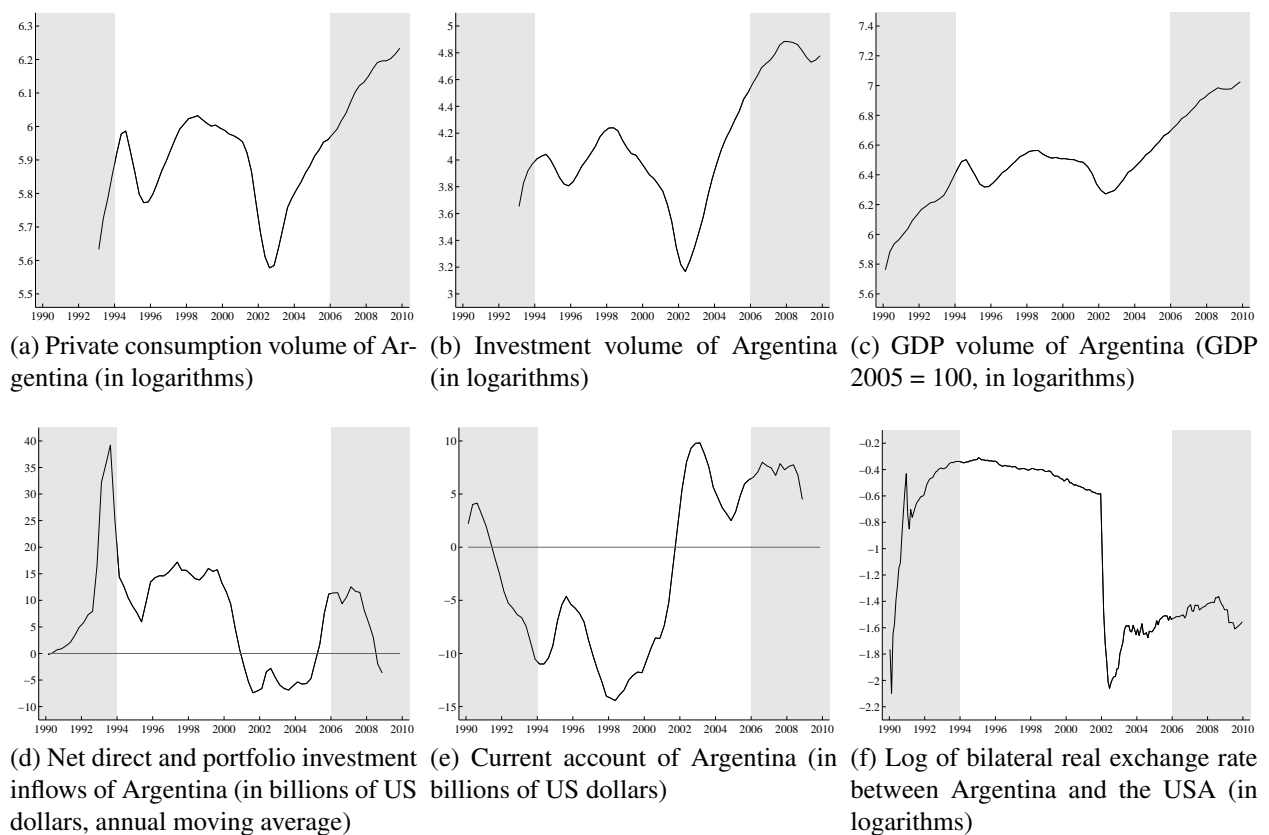 6.3
6.2
6.1
6
5.9
5.8
5.7
5.6
5.5
1990 1992 1994 1996 1998 2000 2002 2004 2006 2008 2010
(a) Private consumption volume of Ar-
gentina (in logarithms)
5
4.8
4.6
4.4
4.2
4
3.8
3.6
3.4
3.2
3
1990 1992 1994 1996 1998 2000 2002 2004 2006 2008 2010
(b) Investment volume of Argentina
(in logarithms)
7.4
7.2
7
6.8
6.6
6.4
6.2
6
5.8
5.6
1990 1992 1994 1996 1998 2000 2002 2004 2006 2008 2010
(c) GDP volume of Argentina (GDP
2005 = 100, in logarithms)
40
35
30
25
20
15
10
5
0
−5
−10
1990 1992 1994 1996 1998 2000 2002 2004 2006 2008 2010
(d) Net direct and portfolio investment
inflows of Argentina (in billions of US
dollars, annual moving average)
10
5
0
−5
−10
−15
1990 1992 1994 1996 1998 2000 2002 2004 2006 2008 2010
(e) Current account of Argentina (in
billions of US dollars)
−0.2
−0.4
−0.6
−0.8
−1
−1.2
−1.4
−1.6
−1.8
−2
−2.2
1990 1992 1994 1996 1998 2000 2002 2004 2006 2008 2010
(f) Log of bilateral real exchange rate
between Argentina and the USA (in
logarithms)